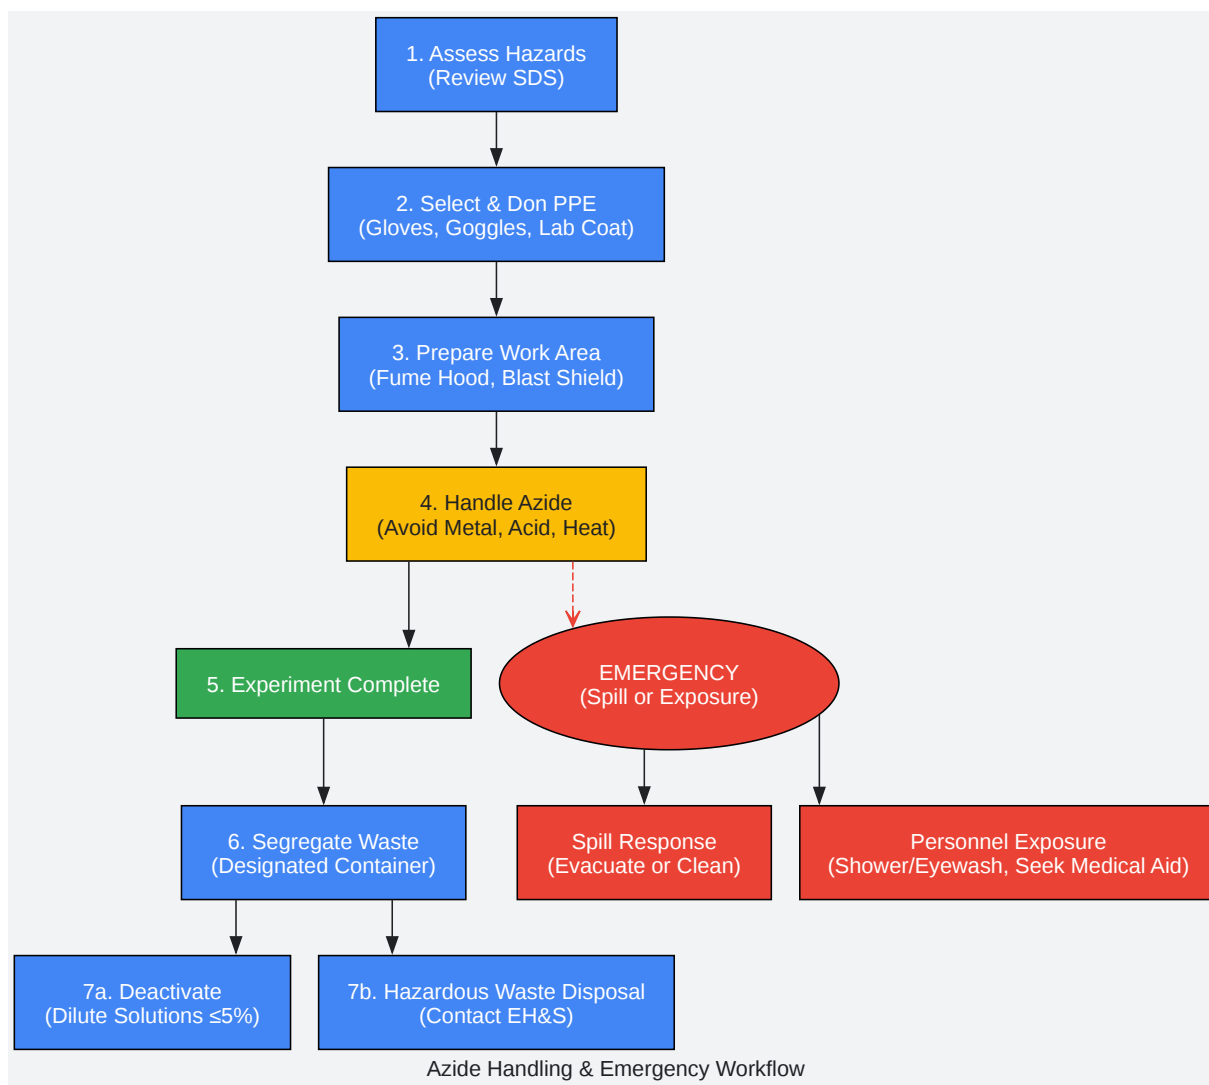 1. Assess Hazards
(Review SDS)
2. Select & Don PPE
(Gloves, Goggles, Lab Coat)
3. Prepare Work Area
(Fume Hood, Blast Shield)
4. Handle Azide
(Avoid Metal, Acid, Heat)
5. Experiment Complete
EMERGENCY
(Spill or Exposure)
6. Segregate Waste
(Designated Container)
Spill Response
(Evacuate or Clean)
Personnel Exposure
(Shower/Eyewash, Seek Medical Aid)
7a. Deactivate
(Dilute Solutions ≤5%)
7b. Hazardous Waste Disposal
(Contact EH&S)
Azide Handling & Emergency Workflow